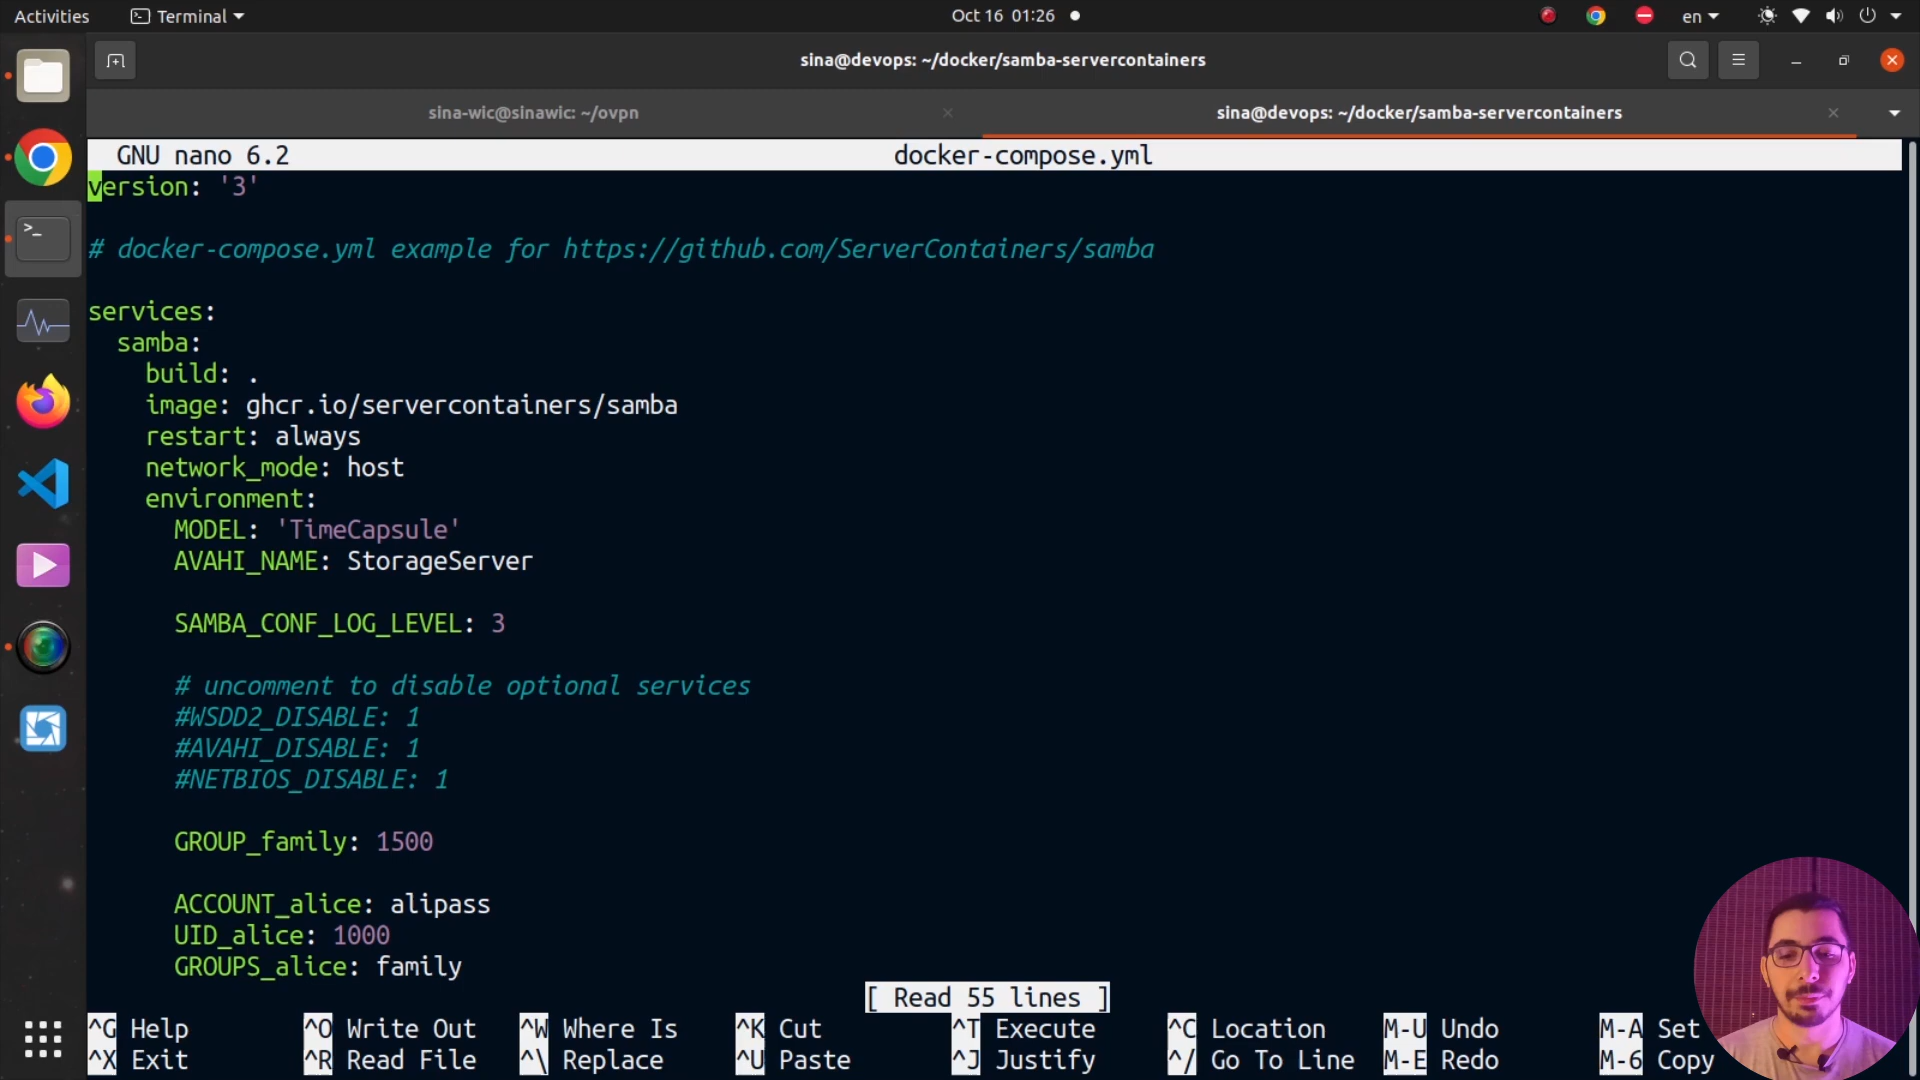 Activities Terminal Oct 16 01:26 en
sina@devops: ~/docker/samba-servercontainers
sina-wic@sinawic: ~/ovpn sina@devops: ~/docker/samba-servercontainers
GNU nano 6.2 docker-compose.yml
version: '3'
# docker-compose.yml example for https://github.com/ServerContainers/samba
services:
samba:
build: .
image: ghcr.io/servercontainers/samba
restart: always
network_mode: host
environment:
MODEL: 'TimeCapsule'
AVAHI_NAME: StorageServer
SAMBA_CONF_LOG_LEVEL: 3
# uncomment to disable optional services
#WSDD2_DISABLE: 1
#AVAHI_DISABLE: 1
#NETBIOS_DISABLE: 1
GROUP_family: 1500
ACCOUNT_alice: alipass
UID_alice: 1000
GROUPS_alice: family
[ Read 55 lines ]
^G Help ^O Write Out ^W Where Is ^K Cut ^T Execute ^C Location M-U Undo M-A Set
^X Exit ^R Read File ^\ Replace ^U Paste ^J Justify ^/ Go To Line M-E Redo M-6 Copy